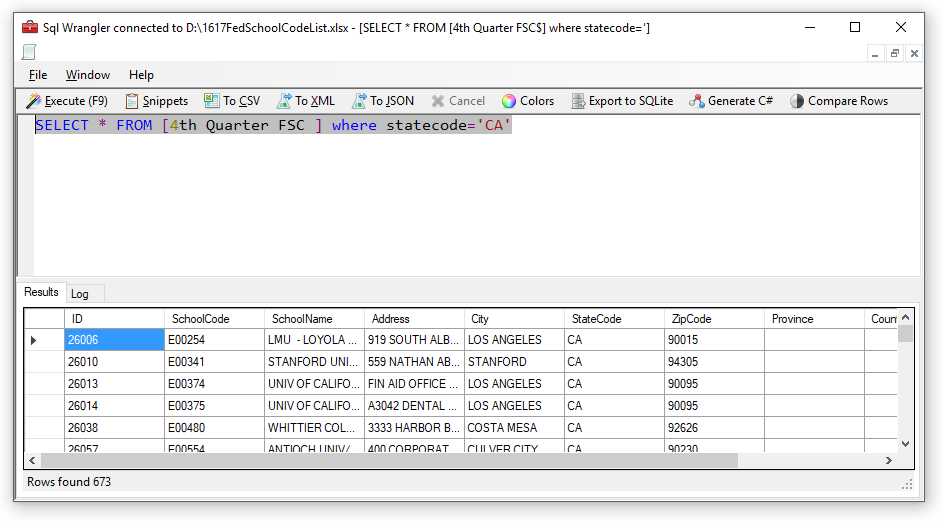 Sql Wrangler connected to D:\1617FedSchoolCodeList.xlsx - [SELECT * FROM [4th Quarter FSC$] where statecode=']
File Window Help
Execute (F9) Snippets To CSV To XML To JSON Cancel Colors Export to SQLite Generate C# Compare Rows
SELECT * FROM [4th Quarter FSC ] where statecode='CA'
Results Log
ID SchoolCode SchoolName Address City StateCode ZipCode Province Coun
26006 E00254 LMU - LOYOLA ... 919 SOUTH ALB... LOS ANGELES CA 90015
26010 E00341 STANFORD UNI... 559 NATHAN AB... STANFORD CA 94305
26013 E00374 UNIV OF CALIFO... FIN AID OFFICE ... LOS ANGELES CA 90095
26014 E00375 UNIV OF CALIFO... A3042 DENTAL ... LOS ANGELES CA 90095
26038 E00480 WHITTIER COL... 3333 HARBOR B... COSTA MESA CA 92626
26057 E00554 ANTIOCH UNIV/... 400 CORPORAT... CULVER CITY CA 90230
Rows found 673